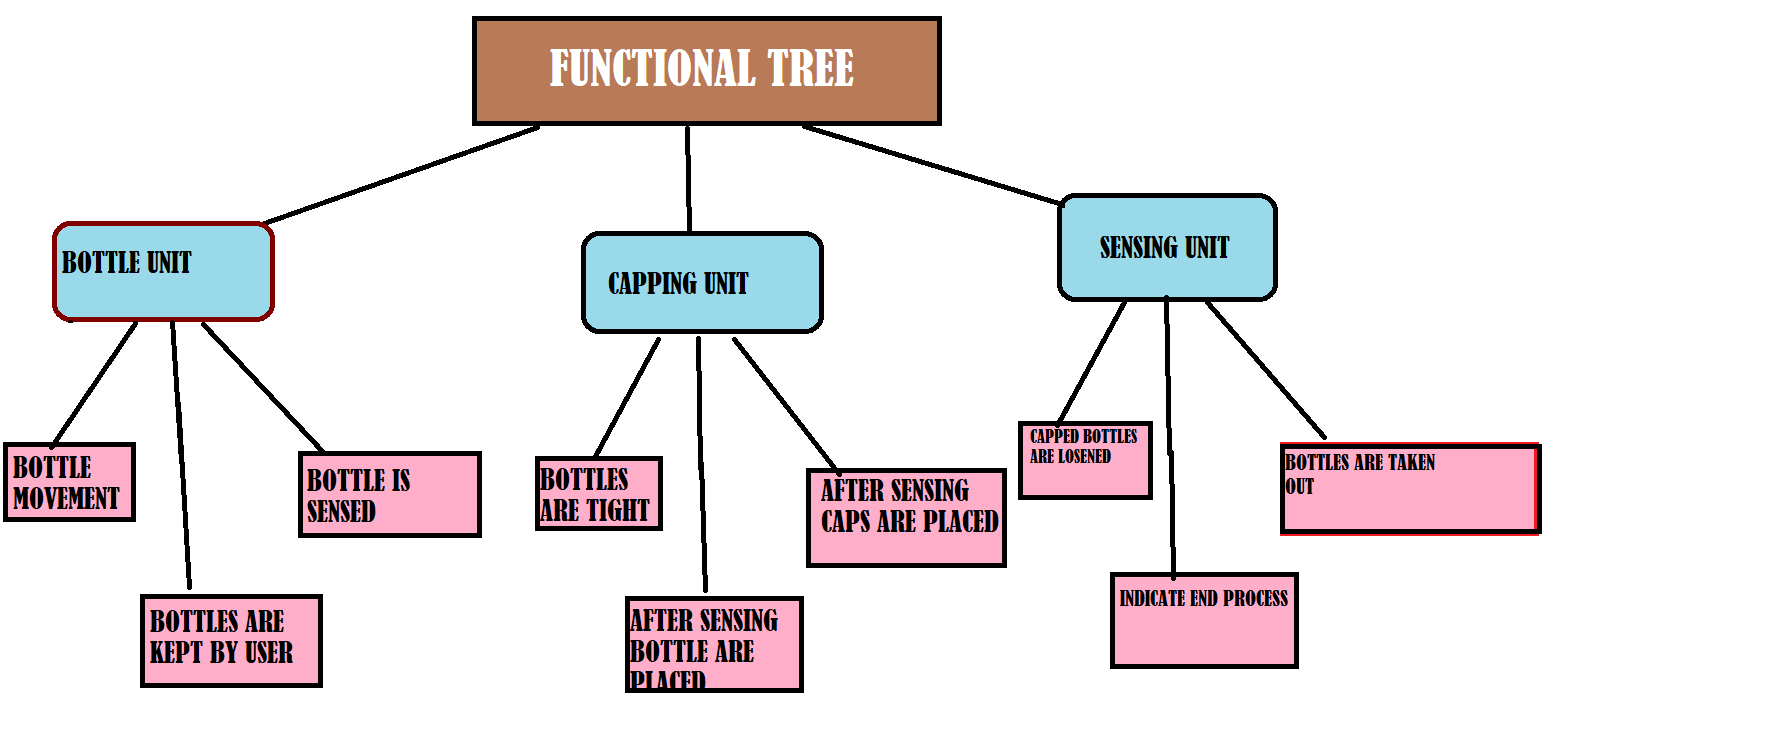 FUNCTIONAL TREE
BOTTLE UNIT
CAPPING UNIT
SENSING UNIT
BOTTLE
MOVEMENT
BOTTLES ARE
KEPT BY USER
BOTTLE IS
SENSED
BOTTLES
ARE TIGHT
AFTER SENSING
BOTTLE ARE
PLACED
AFTER SENSING
CAPS ARE PLACED
CAPPED BOTTLES
ARE LOSENED
INDICATE END PROCESS
BOTTLES ARE TAKEN
OUT